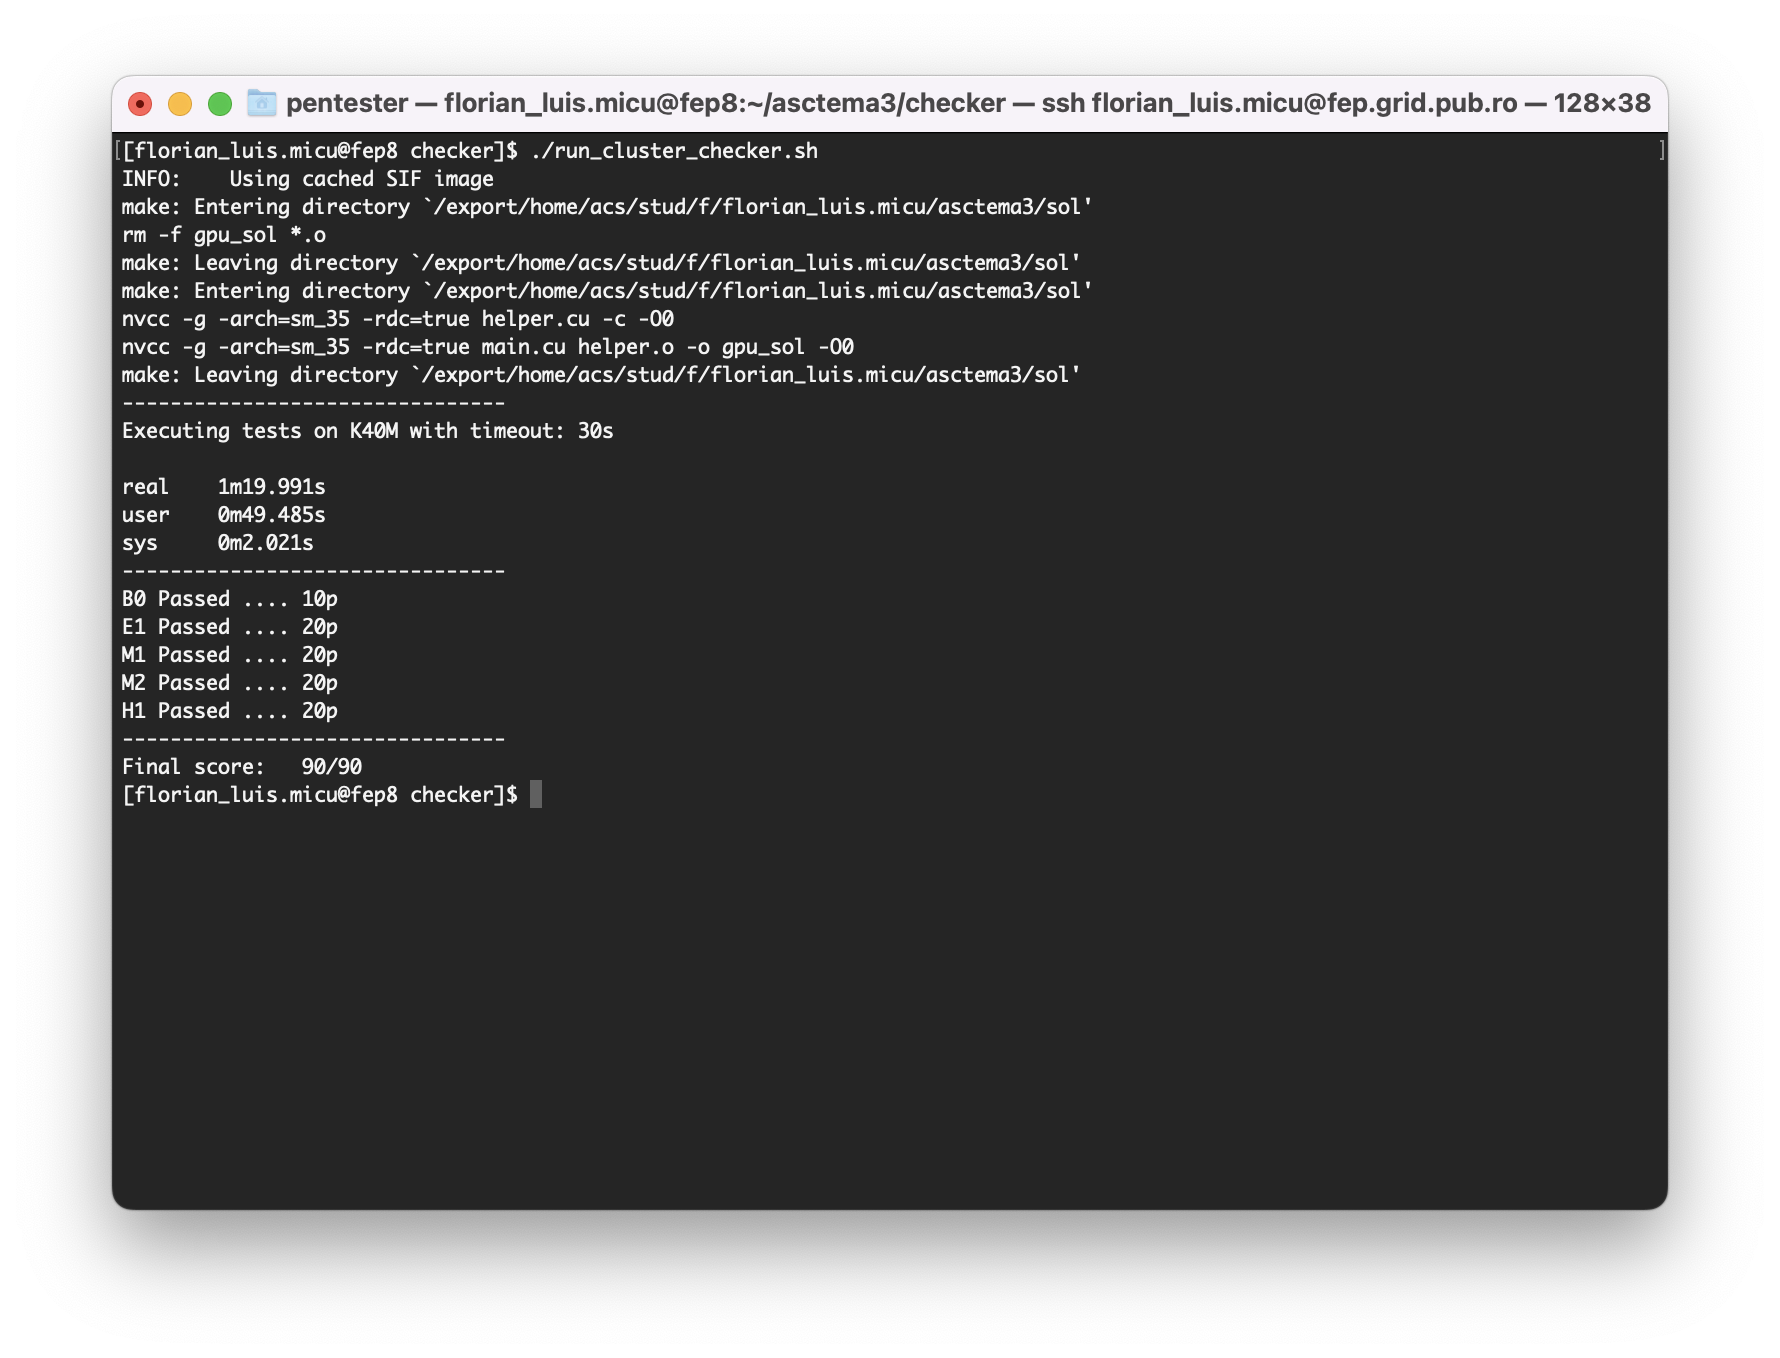 pentester — florian_luis.micu@fep8:~/asctema3/checker — ssh florian_luis.micu@fep.grid.pub.ro — 128×38
[[florian_luis.micu@fep8 checker]$ ./run_cluster_checker.sh ]
INFO:    Using cached SIF image
make: Entering directory `/export/home/acs/stud/f/florian_luis.micu/asctema3/sol'
rm -f gpu_sol *.o
make: Leaving directory `/export/home/acs/stud/f/florian_luis.micu/asctema3/sol'
make: Entering directory `/export/home/acs/stud/f/florian_luis.micu/asctema3/sol'
nvcc -g -arch=sm_35 -rdc=true helper.cu -c -O0
nvcc -g -arch=sm_35 -rdc=true main.cu helper.o -o gpu_sol -O0
make: Leaving directory `/export/home/acs/stud/f/florian_luis.micu/asctema3/sol'
--------------------------------
Executing tests on K40M with timeout: 30s
real    1m19.991s
user    0m49.485s
sys     0m2.021s
--------------------------------
B0 Passed .... 10p
E1 Passed .... 20p
M1 Passed .... 20p
M2 Passed .... 20p
H1 Passed .... 20p
--------------------------------
Final score:   90/90
[florian_luis.micu@fep8 checker]$